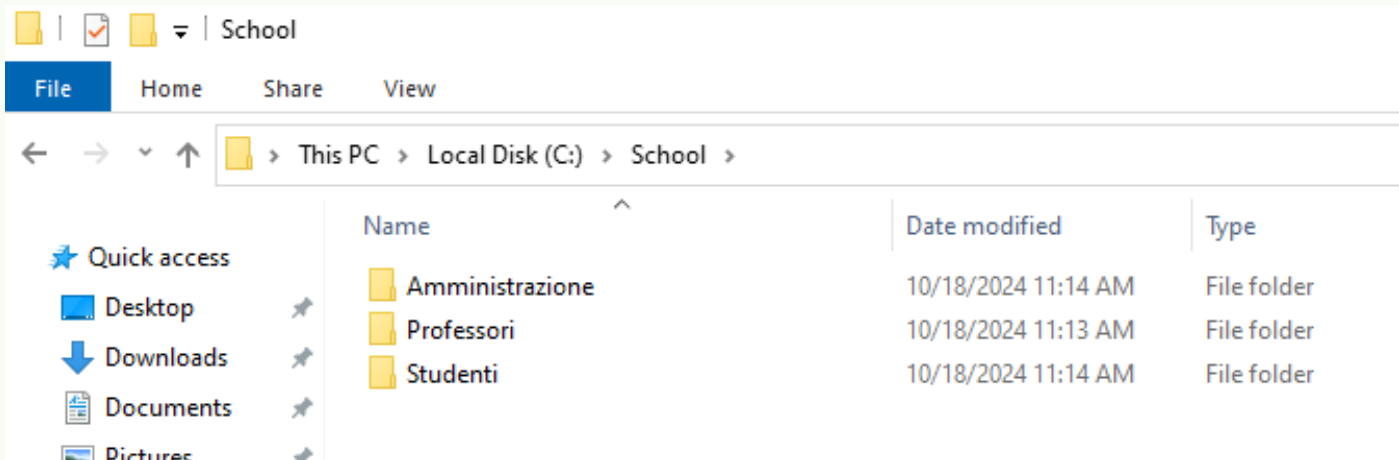 School
File Home Share View
This PC > Local Disk (C:) > School >
Name Date modified Type
Quick access
Amministrazione 10/18/2024 11:14 AM File folder
Desktop
Professori 10/18/2024 11:13 AM File folder
Downloads
Studenti 10/18/2024 11:14 AM File folder
Documents
Pictures